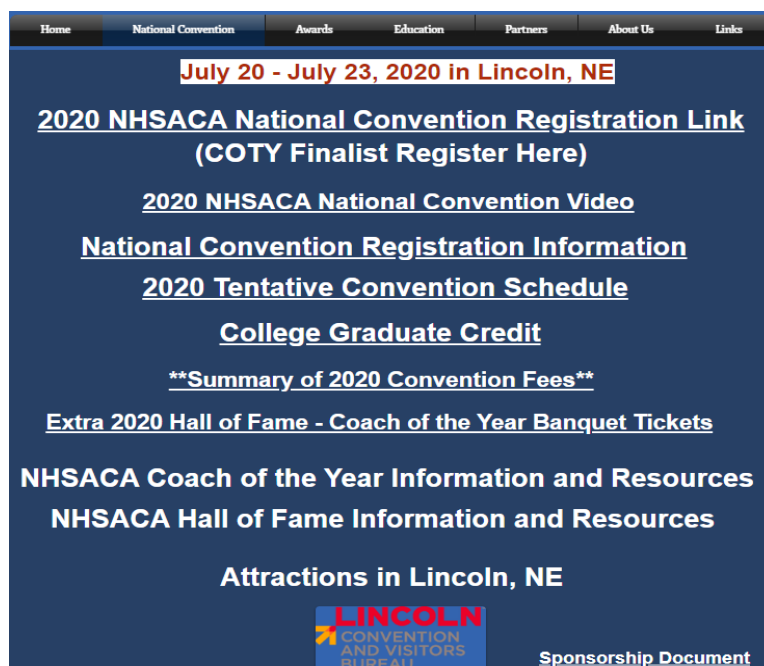 Home National Convention Awards Education Partners About Us Links
July 20 - July 23, 2020 in Lincoln, NE
2020 NHSACA National Convention Registration Link
(COTY Finalist Register Here)
2020 NHSACA National Convention Video
National Convention Registration Information
2020 Tentative Convention Schedule
College Graduate Credit
**Summary of 2020 Convention Fees**
Extra 2020 Hall of Fame - Coach of the Year Banquet Tickets
NHSACA Coach of the Year Information and Resources
NHSACA Hall of Fame Information and Resources
Attractions in Lincoln, NE
LINCOLN
CONVENTION
AND VISITORS
BUREAU
Sponsorship Document